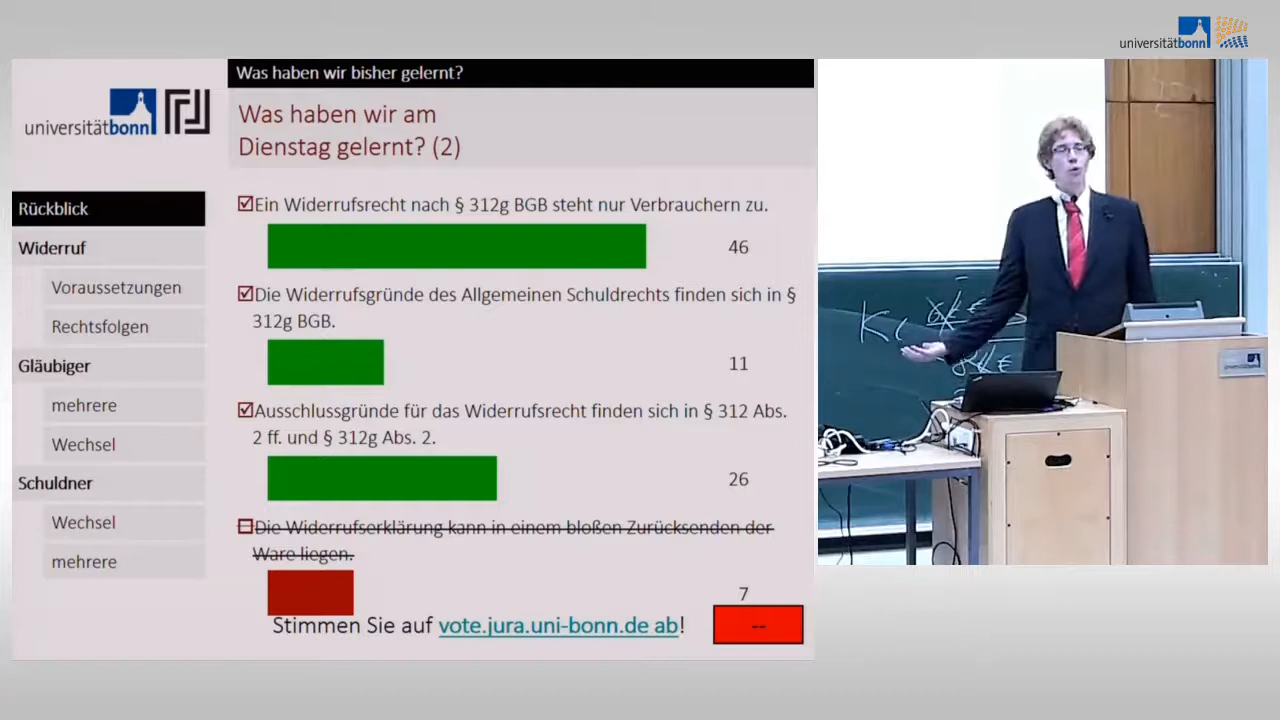 universitätbonn
Was haben wir bisher gelernt?
universitätbonn
Was haben wir am
Dienstag gelernt? (2)
Rückblick
Widerruf
Voraussetzungen
Rechtsfolgen
Gläubiger
mehrere
Wechsel
Schuldner
Wechsel
mehrere
Ein Widerrufsrecht nach § 312g BGB steht nur Verbrauchern zu.
46
Die Widerrufsgründe des Allgemeinen Schuldrechts finden sich in §
312g BGB.
11
Ausschlussgründe für das Widerrufsrecht finden sich in § 312 Abs.
2 ff. und § 312g Abs. 2.
26
Die Widerrufserklärung kann in einem bloßen Zurücksenden der
Ware liegen.
7
Stimmen Sie auf vote.jura.uni-bonn.de ab!
--